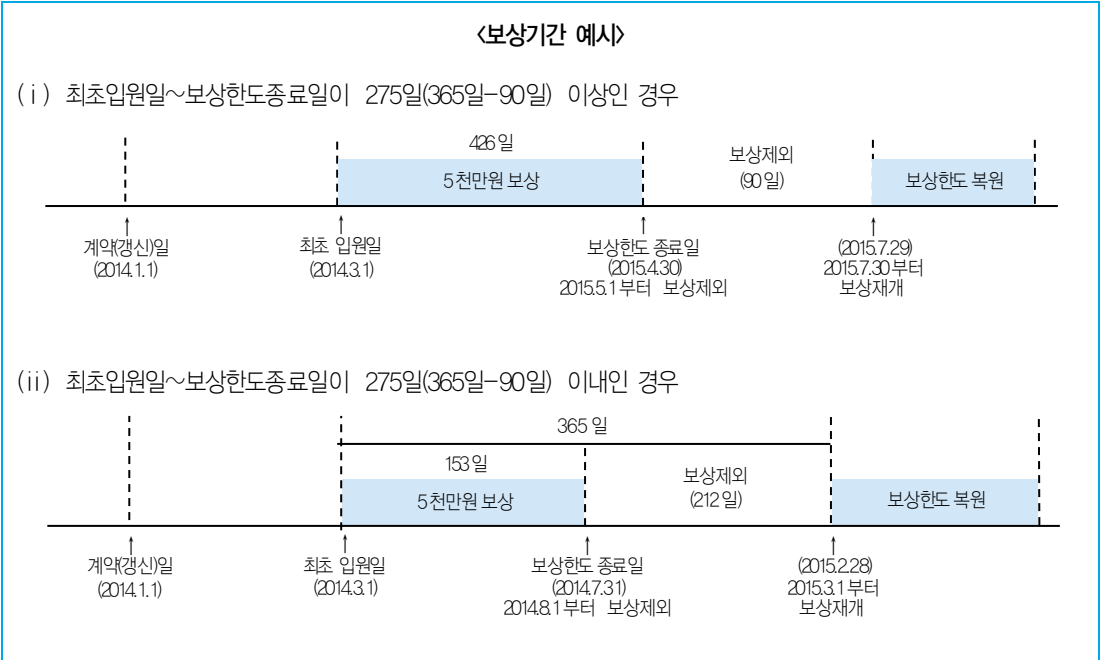 <보상기간 예시>
(ⅰ) 최초입원일~보상한도종료일이 275일(365일-90일) 이상인 경우
426일
5천만원 보상
보상제외
(90일)
보상한도 복원
↑
계약(갱신)일
(2014.1.1)
↑
최초 입원일
(2014.3.1)
↑
보상한도 종료일
(2015.4.30)
2015.5.1부터 보상제외
↑
(2015.7.29)
2015.7.30부터
보상재개
(ⅱ) 최초입원일~보상한도종료일이 275일(365일-90일) 이내인 경우
365일
153일
5천만원 보상
보상제외
(212일)
보상한도 복원
↑
계약(갱신)일
(2014.1.1)
↑
최초 입원일
(2014.3.1)
↑
보상한도 종료일
(2014.7.31)
2014.8.1부터 보상제외
↑
(2015.2.28)
2015.3.1부터
보상재개